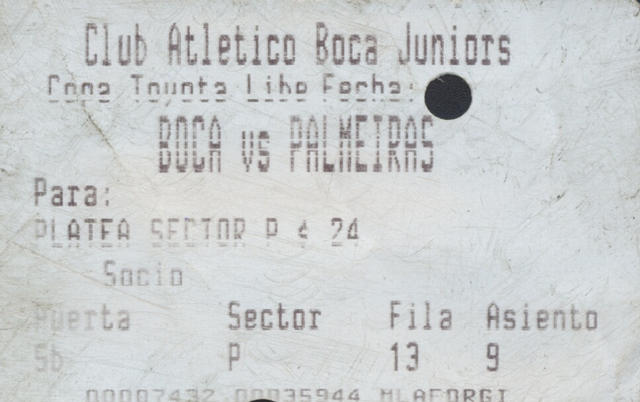 Club Atletico Boca Juniors
Copa Toyota Libe Fecha:
BOCA vs PALMEIRAS
Para:
PLATEA SECTOR P $ 24
Socio
Puerta Sector Fila Asiento
5b P 13 9
00007432 00035944 MLAFORGI